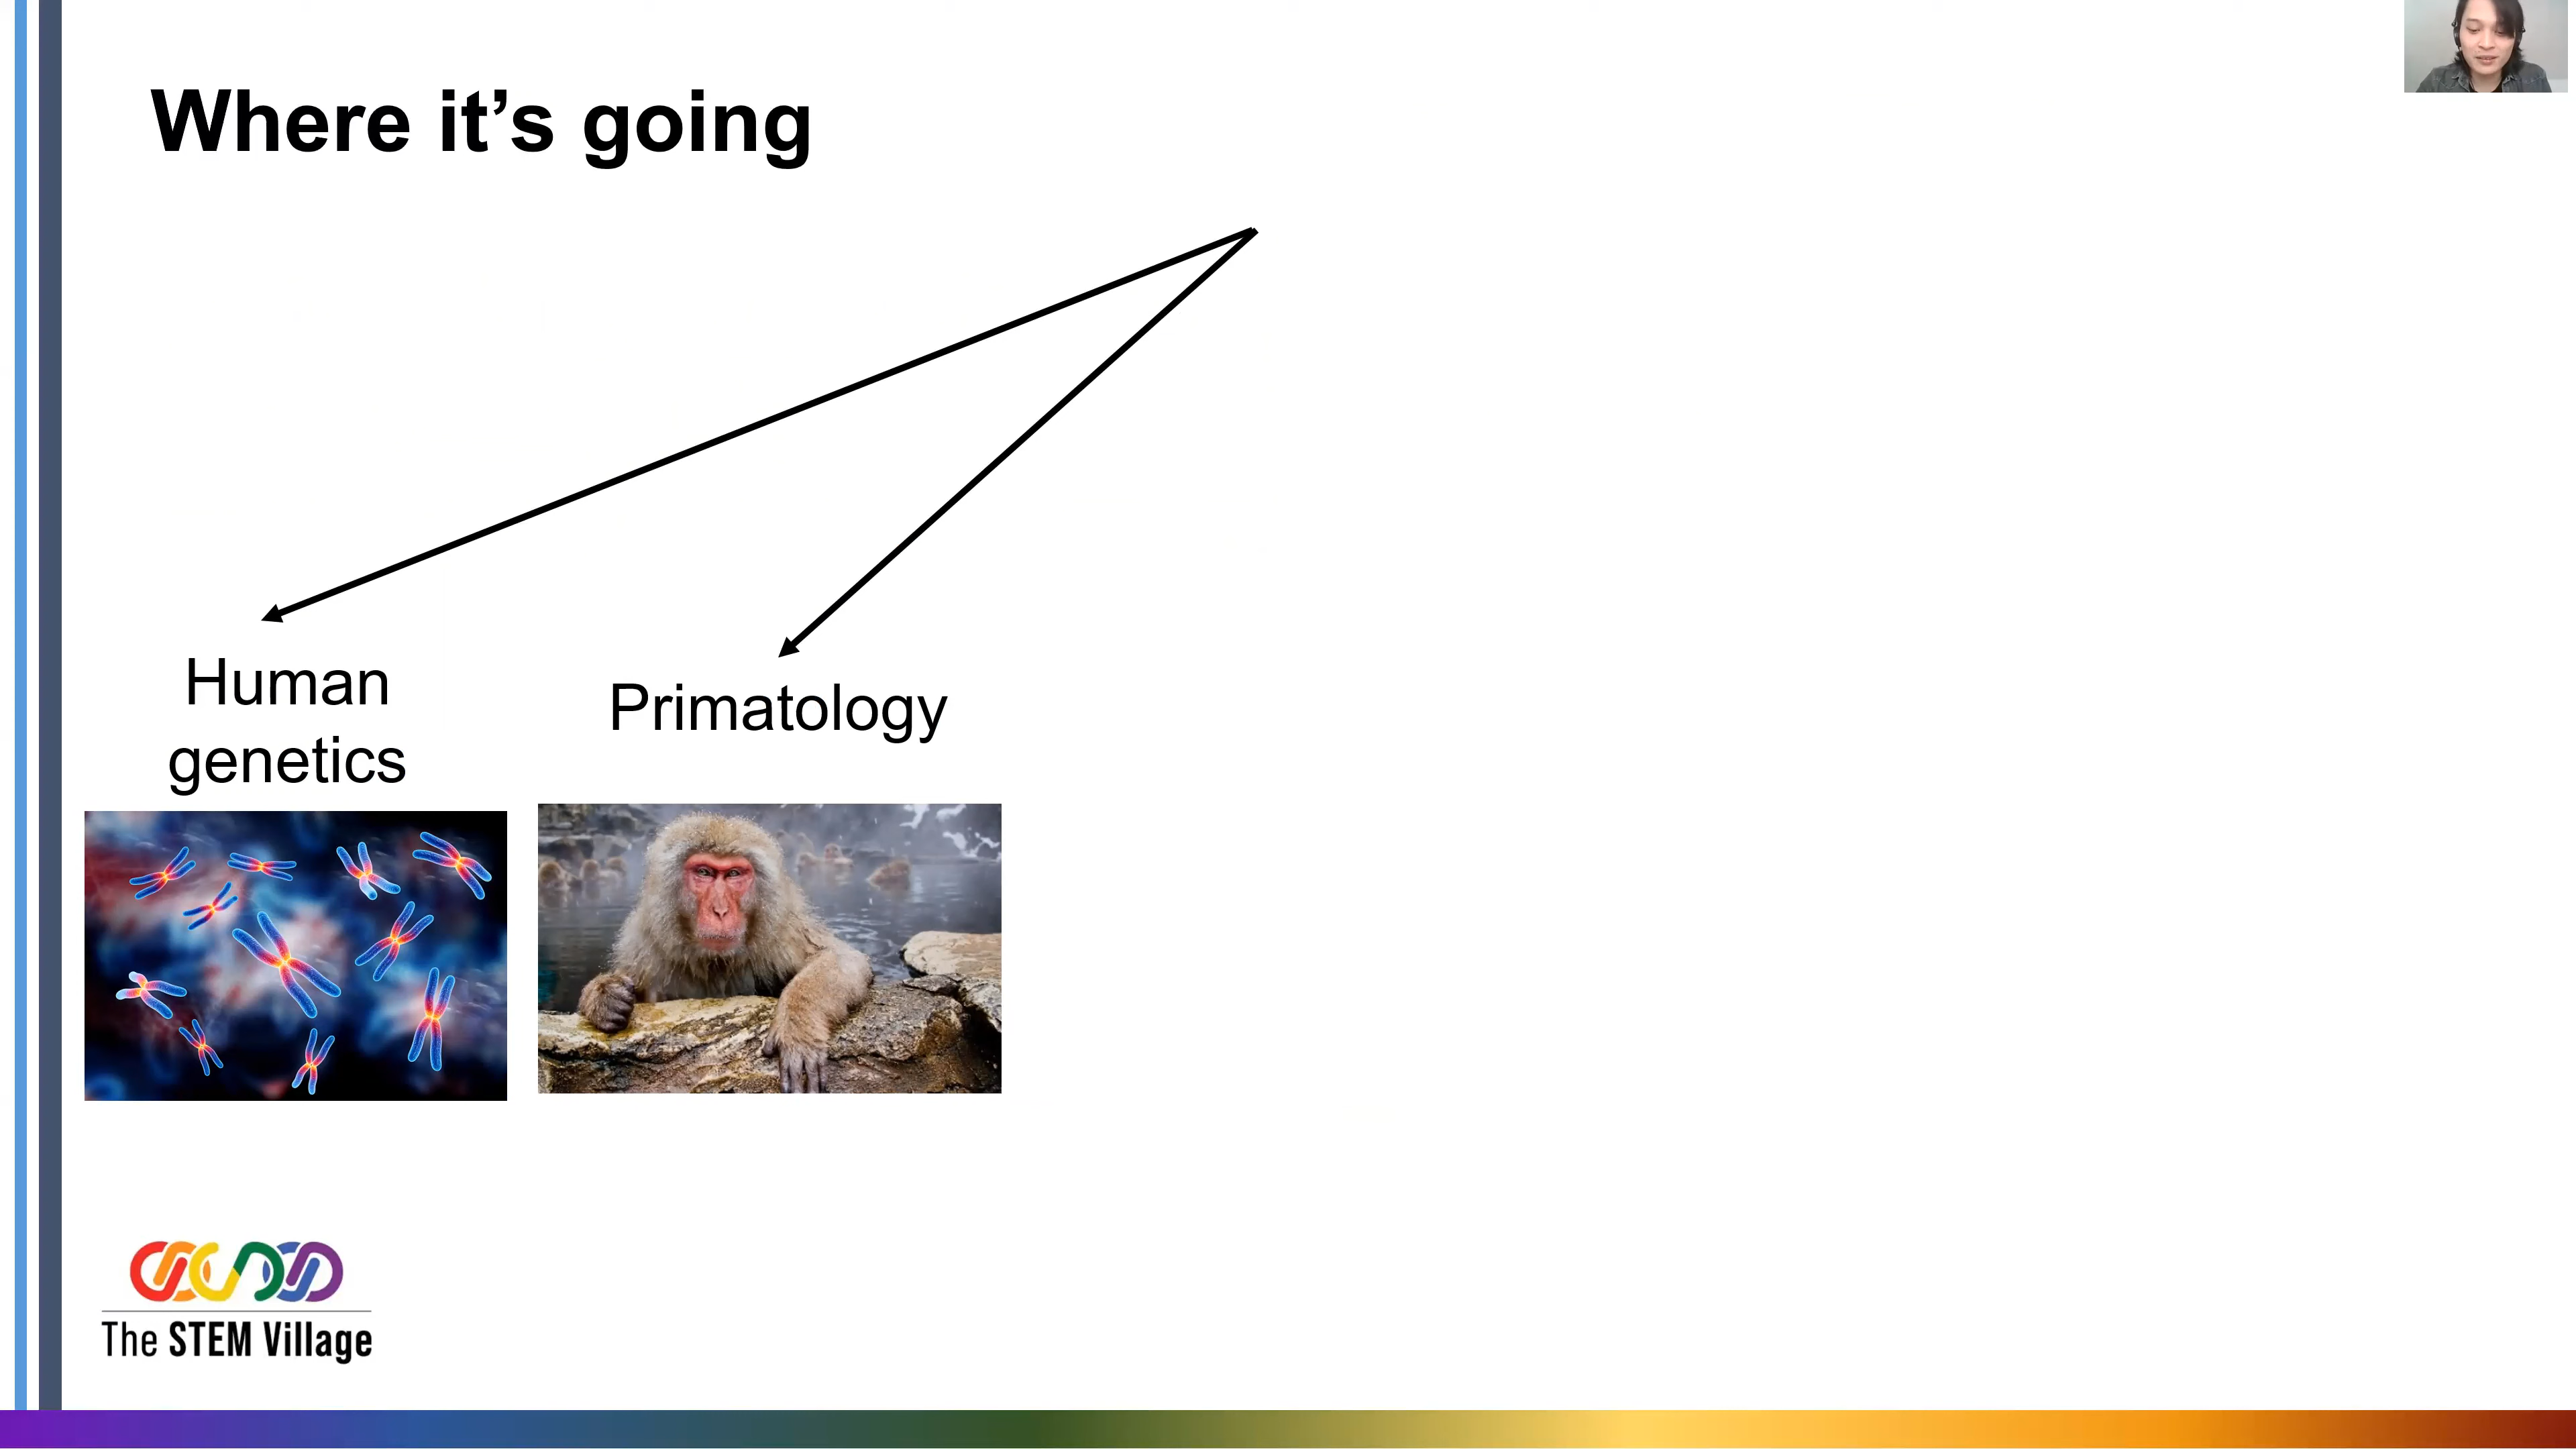 Where it’s going
Human
genetics
Primatology
The STEM Village